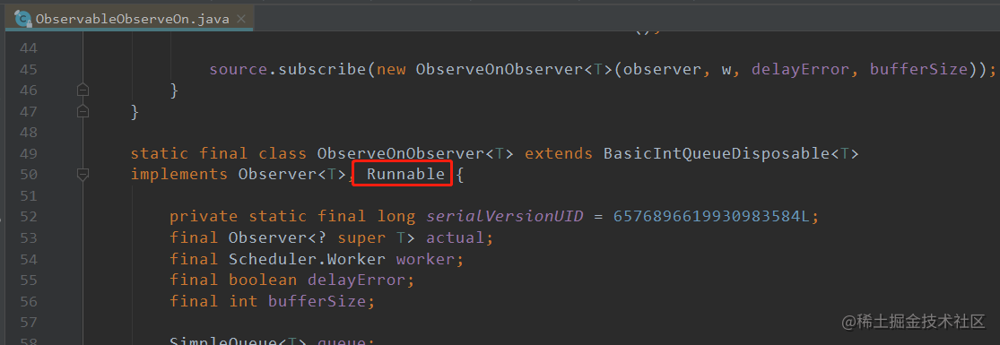 ObservableObserveOn.java
();
44
45 source.subscribe(new ObserveOnObserver<T>(observer, w, delayError, bufferSize));
46 }
47 }
48
49 static final class ObserveOnObserver<T> extends BasicIntQueueDisposable<T>
50 implements Observer<T>, Runnable {
51
52 private static final long serialVersionUID = 6576896619930983584L;
53 final Observer<? super T> actual;
54 final Scheduler.Worker worker;
55 final boolean delayError;
56 final int bufferSize;
57
58 SimpleQueue<T> queue;
@稀土掘金技术社区